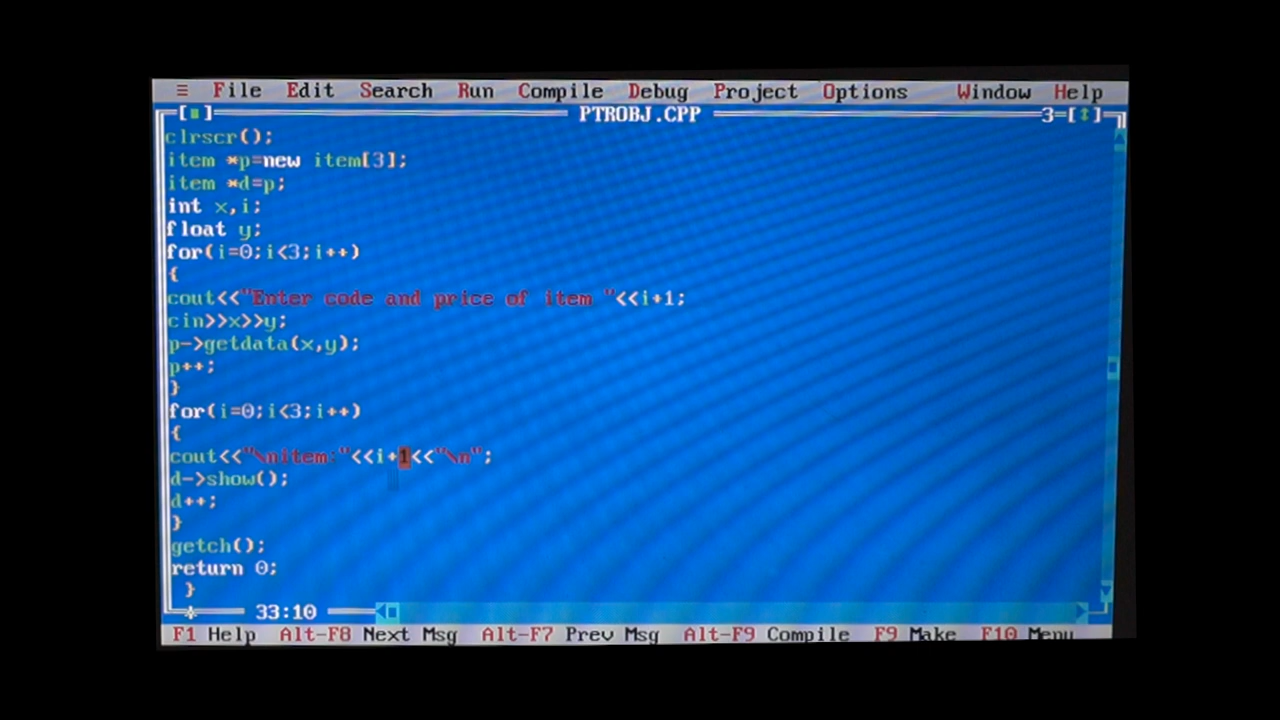 ≡ File Edit Search Run Compile Debug Project Options Window Help
[■] PTROBJ.CPP 3=[↕]
clrscr();
item *p=new item[3];
item *d=p;
int x,i;
float y;
for(i=0;i<3;i++)
{
cout<<"Enter code and price of item "<<i+1;
cin>>x>>y;
p->getdata(x,y);
p++;
}
for(i=0;i<3;i++)
{
cout<<"\nitem:"<<i+1<<"\n";
d->show();
d++;
}
getch();
return 0;
}
33:10
F1 Help Alt-F8 Next Msg Alt-F7 Prev Msg Alt-F9 Compile F9 Make F10 Menu